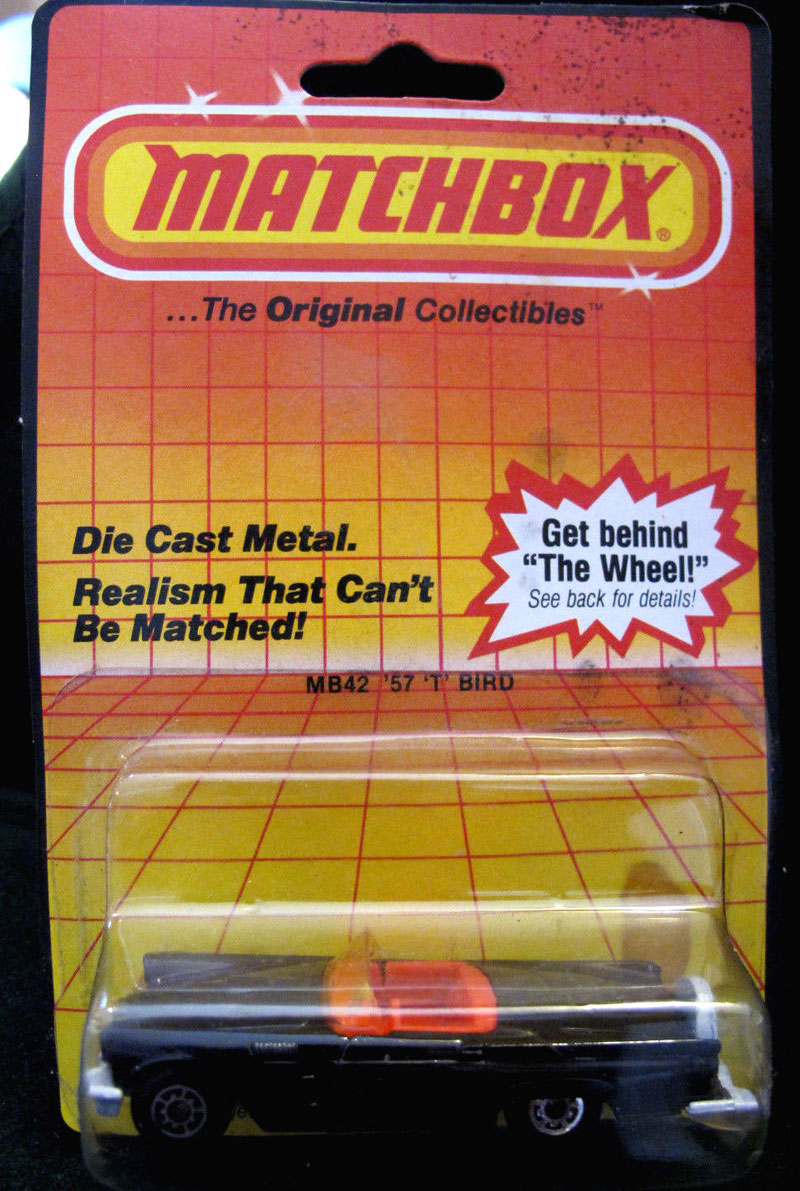 MATCHBOX®
...The Original Collectibles™
Die Cast Metal.
Realism That Can't
Be Matched!
Get behind
“The Wheel!”
See back for details!
MB42 '57 'T' BIRD